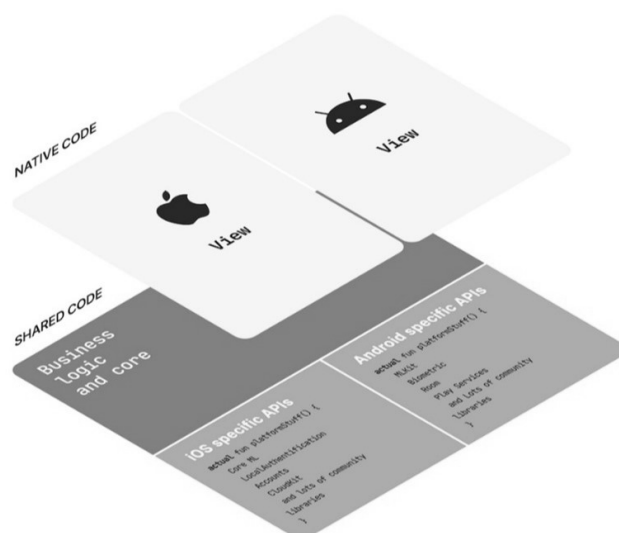 NATIVE CODE
View
View
SHARED CODE
Business
logic
and core
iOS specific APIs
actual fun platformStuff() {
Core ML
LocalAuthentification
Accounts
CloudKit
and lots of community
libraries
}
Android specific APIs
actual fun platformStuff() {
MLKit
Biometric
Room
Play Services
and lots of community
libraries
}